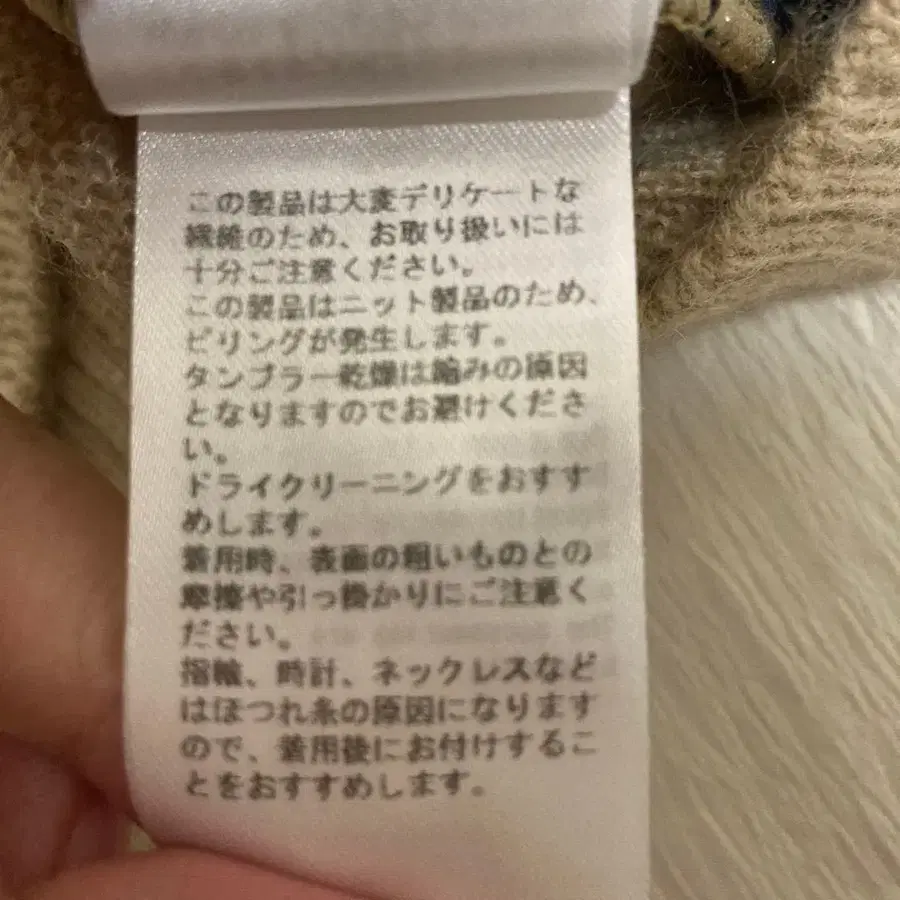 この製品は大変デリケートな
繊維のため、お取り扱いには
十分ご注意ください。
この製品はニット製品のため、
ピリングが発生します。
タンブラー乾燥は縮みの原因
となりますのでお避けくださ
い。
ドライクリーニングをおすす
めします。
着用時、表面の粗いものとの
摩擦や引っ掛かりにご注意く
ださい。
指輪、時計、ネックレスなど
はほつれ糸の原因になります
ので、着用後にお付けするこ
とをおすすめします。